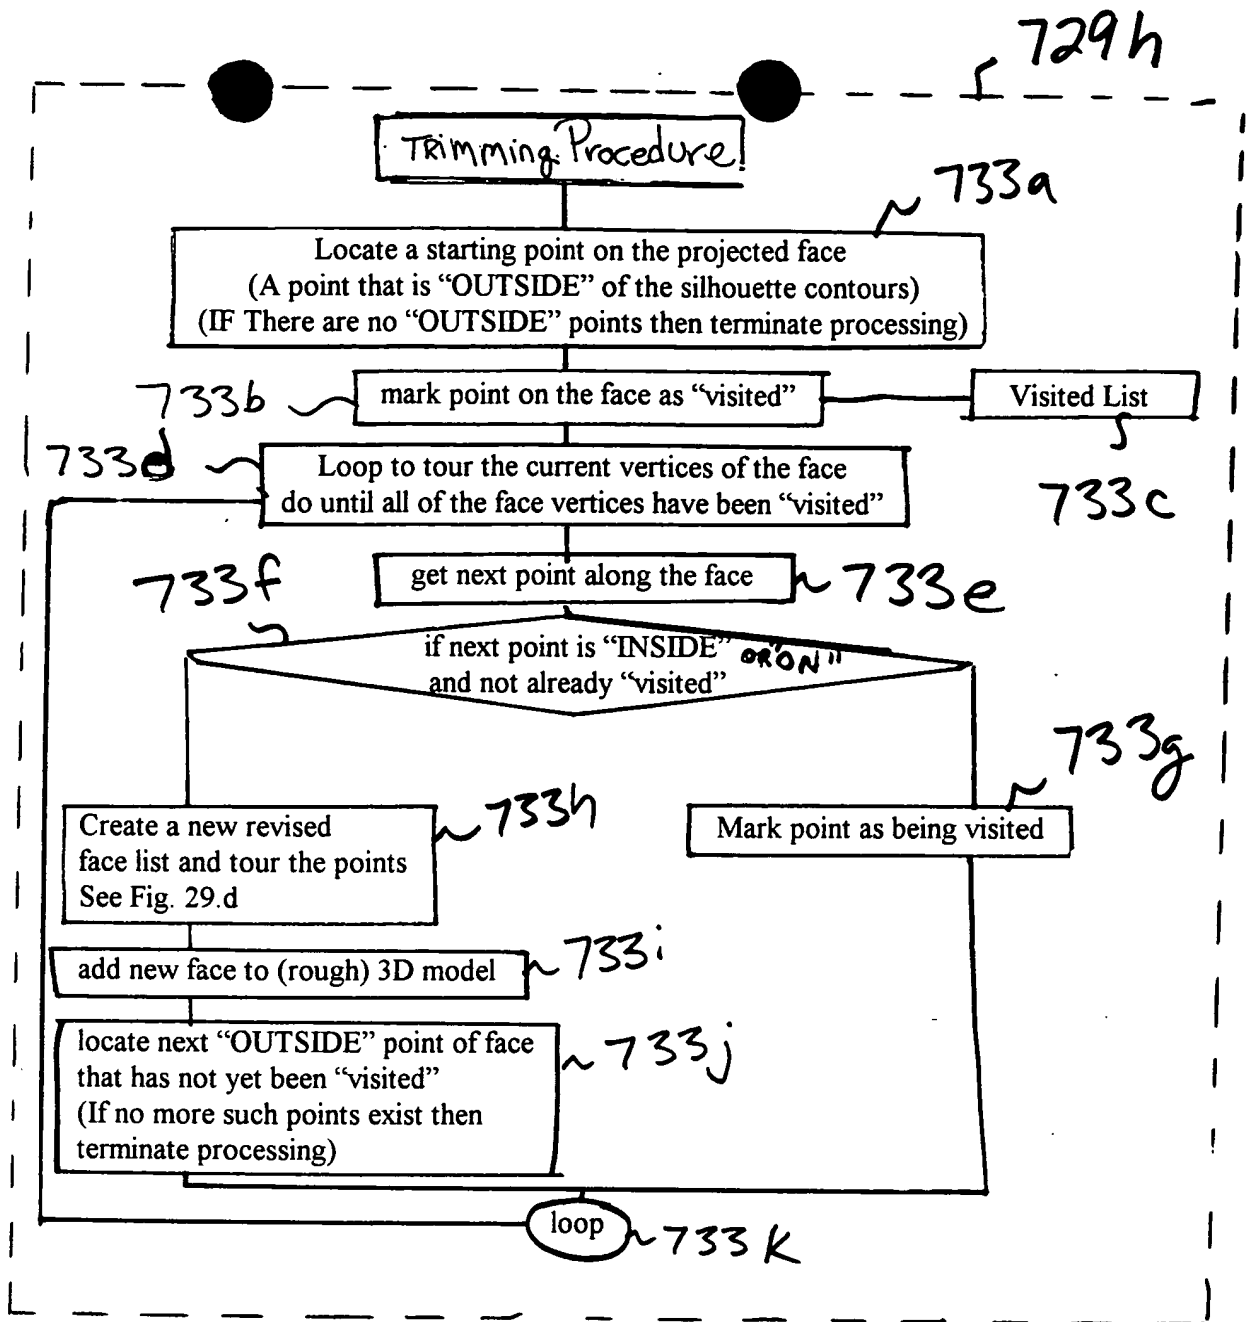 729h
Trimming Procedure
733a
Locate a starting point on the projected face
(A point that is “OUTSIDE” of the silhouette contours)
(IF There are no “OUTSIDE” points then terminate processing)
733b
mark point on the face as “visited”
Visited List
733c
733d
Loop to tour the current vertices of the face
do until all of the face vertices have been “visited”
733f
get next point along the face
733e
if next point is “INSIDE” OR "ON"
and not already “visited”
733g
733h
Create a new revised
face list and tour the points
See Fig. 29.d
Mark point as being visited
add new face to (rough) 3D model
733i
locate next “OUTSIDE” point of face
that has not yet been “visited”
(If no more such points exist then
terminate processing)
733j
loop
733k